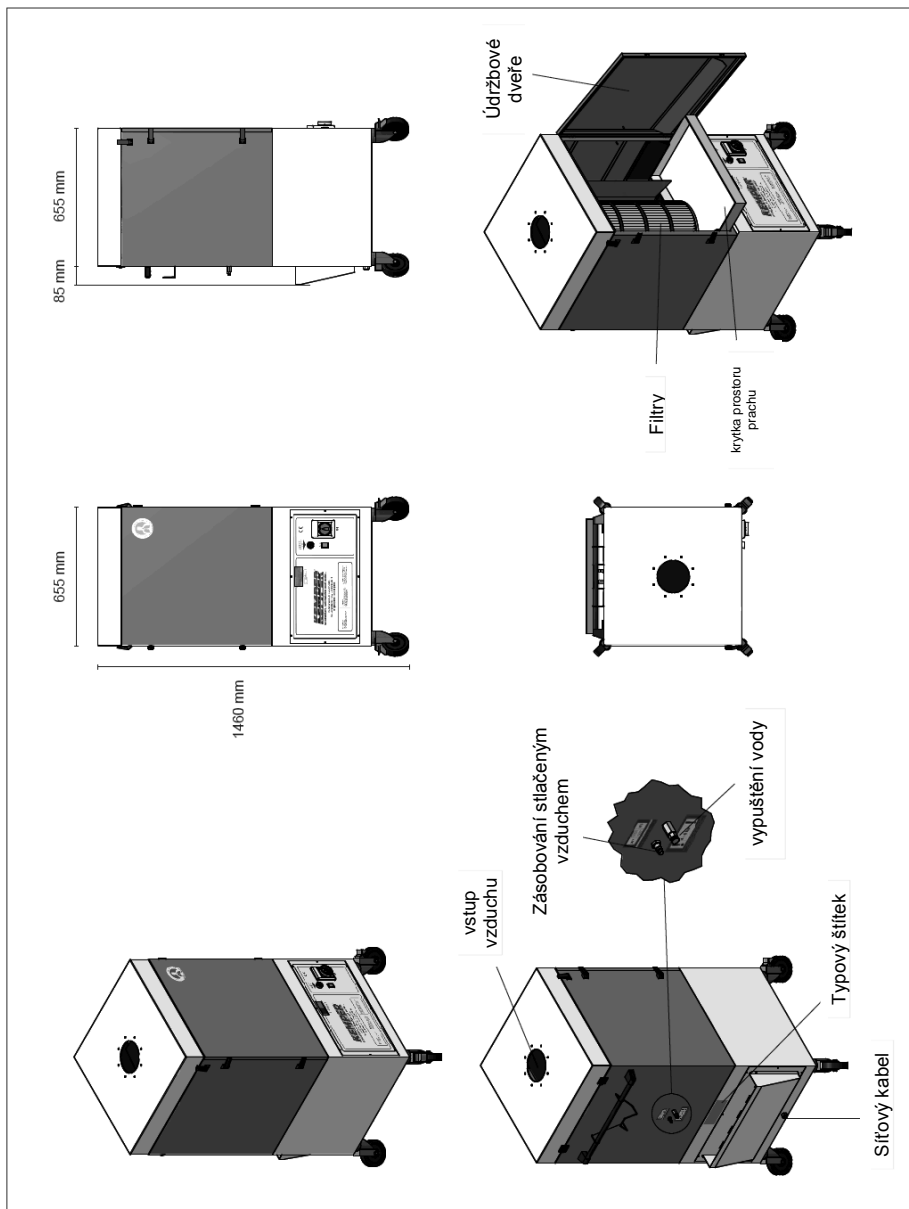 655 mm
85 mm
655 mm
1460 mm
KEMPER
Údržbové
dveře
Filtry
krytka prostoru
prachu
vstup
vzduchu
Zásobování stlačeným
vzduchem
vypuštění vody
Typový štítek
Síťový kabel